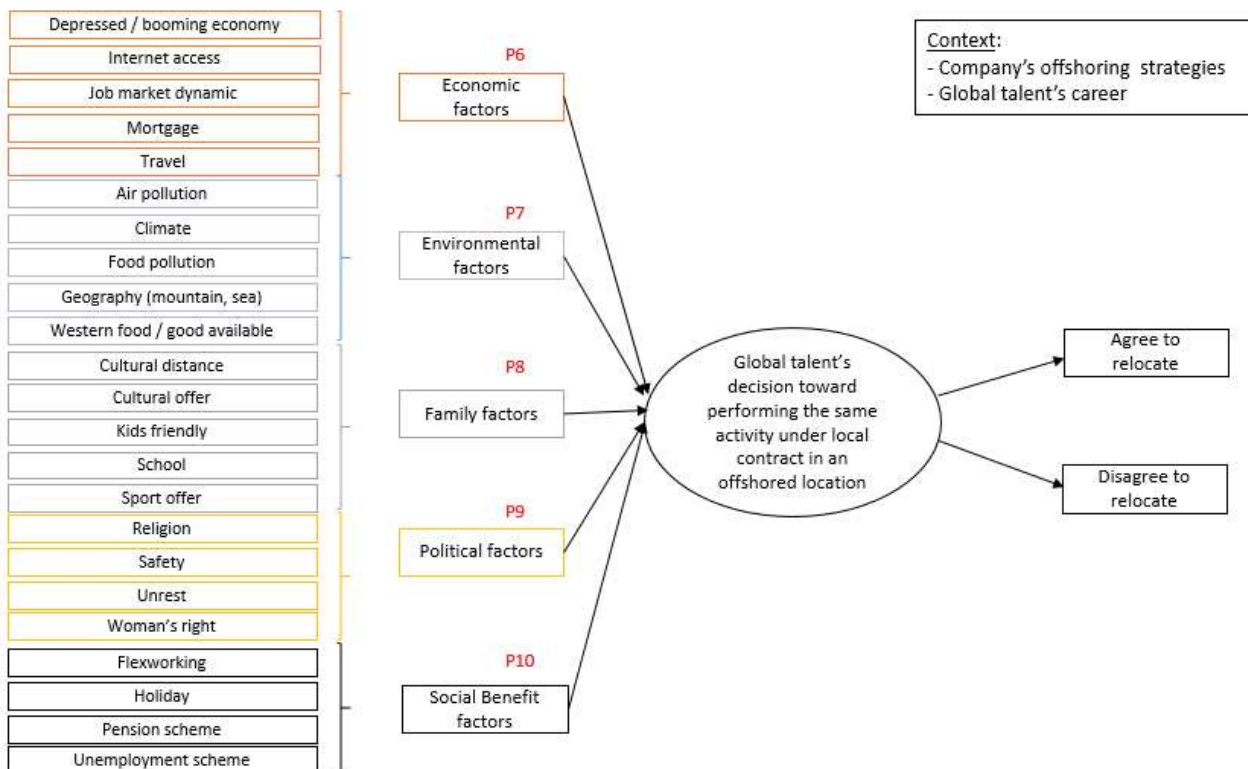 Depressed / booming economy
Internet access
Job market dynamic
Mortgage
Travel
Air pollution
Climate
Food pollution
Geography (mountain, sea)
Western food / good available
Cultural distance
Cultural offer
Kids friendly
School
Sport offer
Religion
Safety
Unrest
Woman's right
Flexworking
Holiday
Pension scheme
Unemployment scheme
P6
Economic
factors
P7
Environmental
factors
P8
Family factors
P9
Political factors
P10
Social Benefit
factors
Global talent's
decision toward
performing the same
activity under local
contract in an
offshored location
Context:
- Company's offshoring strategies
- Global talent's career
Agree to
relocate
Disagree to
relocate